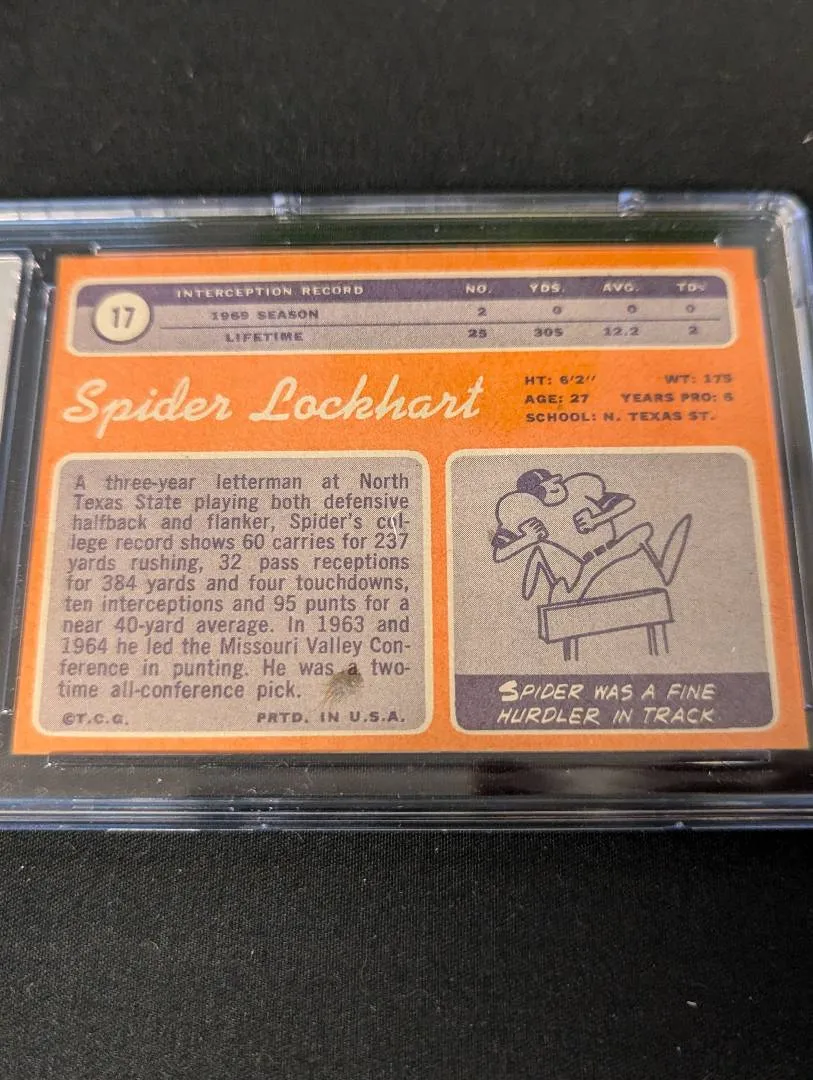 17
INTERCEPTION RECORD NO. YDS. AVG. TDs
1969 SEASON 2 0 0 0
LIFETIME 25 305 12.2 2
Spider Lockhart
HT: 6'2" WT: 175
AGE: 27 YEARS PRO: 6
SCHOOL: N. TEXAS ST.
A three-year letterman at North
Texas State playing both defensive
halfback and flanker, Spider's col-
lege record shows 60 carries for 237
yards rushing, 32 pass receptions
for 384 yards and four touchdowns,
ten interceptions and 95 punts for a
near 40-yard average. In 1963 and
1964 he led the Missouri Valley Con-
ference in punting. He was a two-
time all-conference pick.
©T.C.G. PRTD. IN U.S.A.
SPIDER WAS A FINE
HURDLER IN TRACK